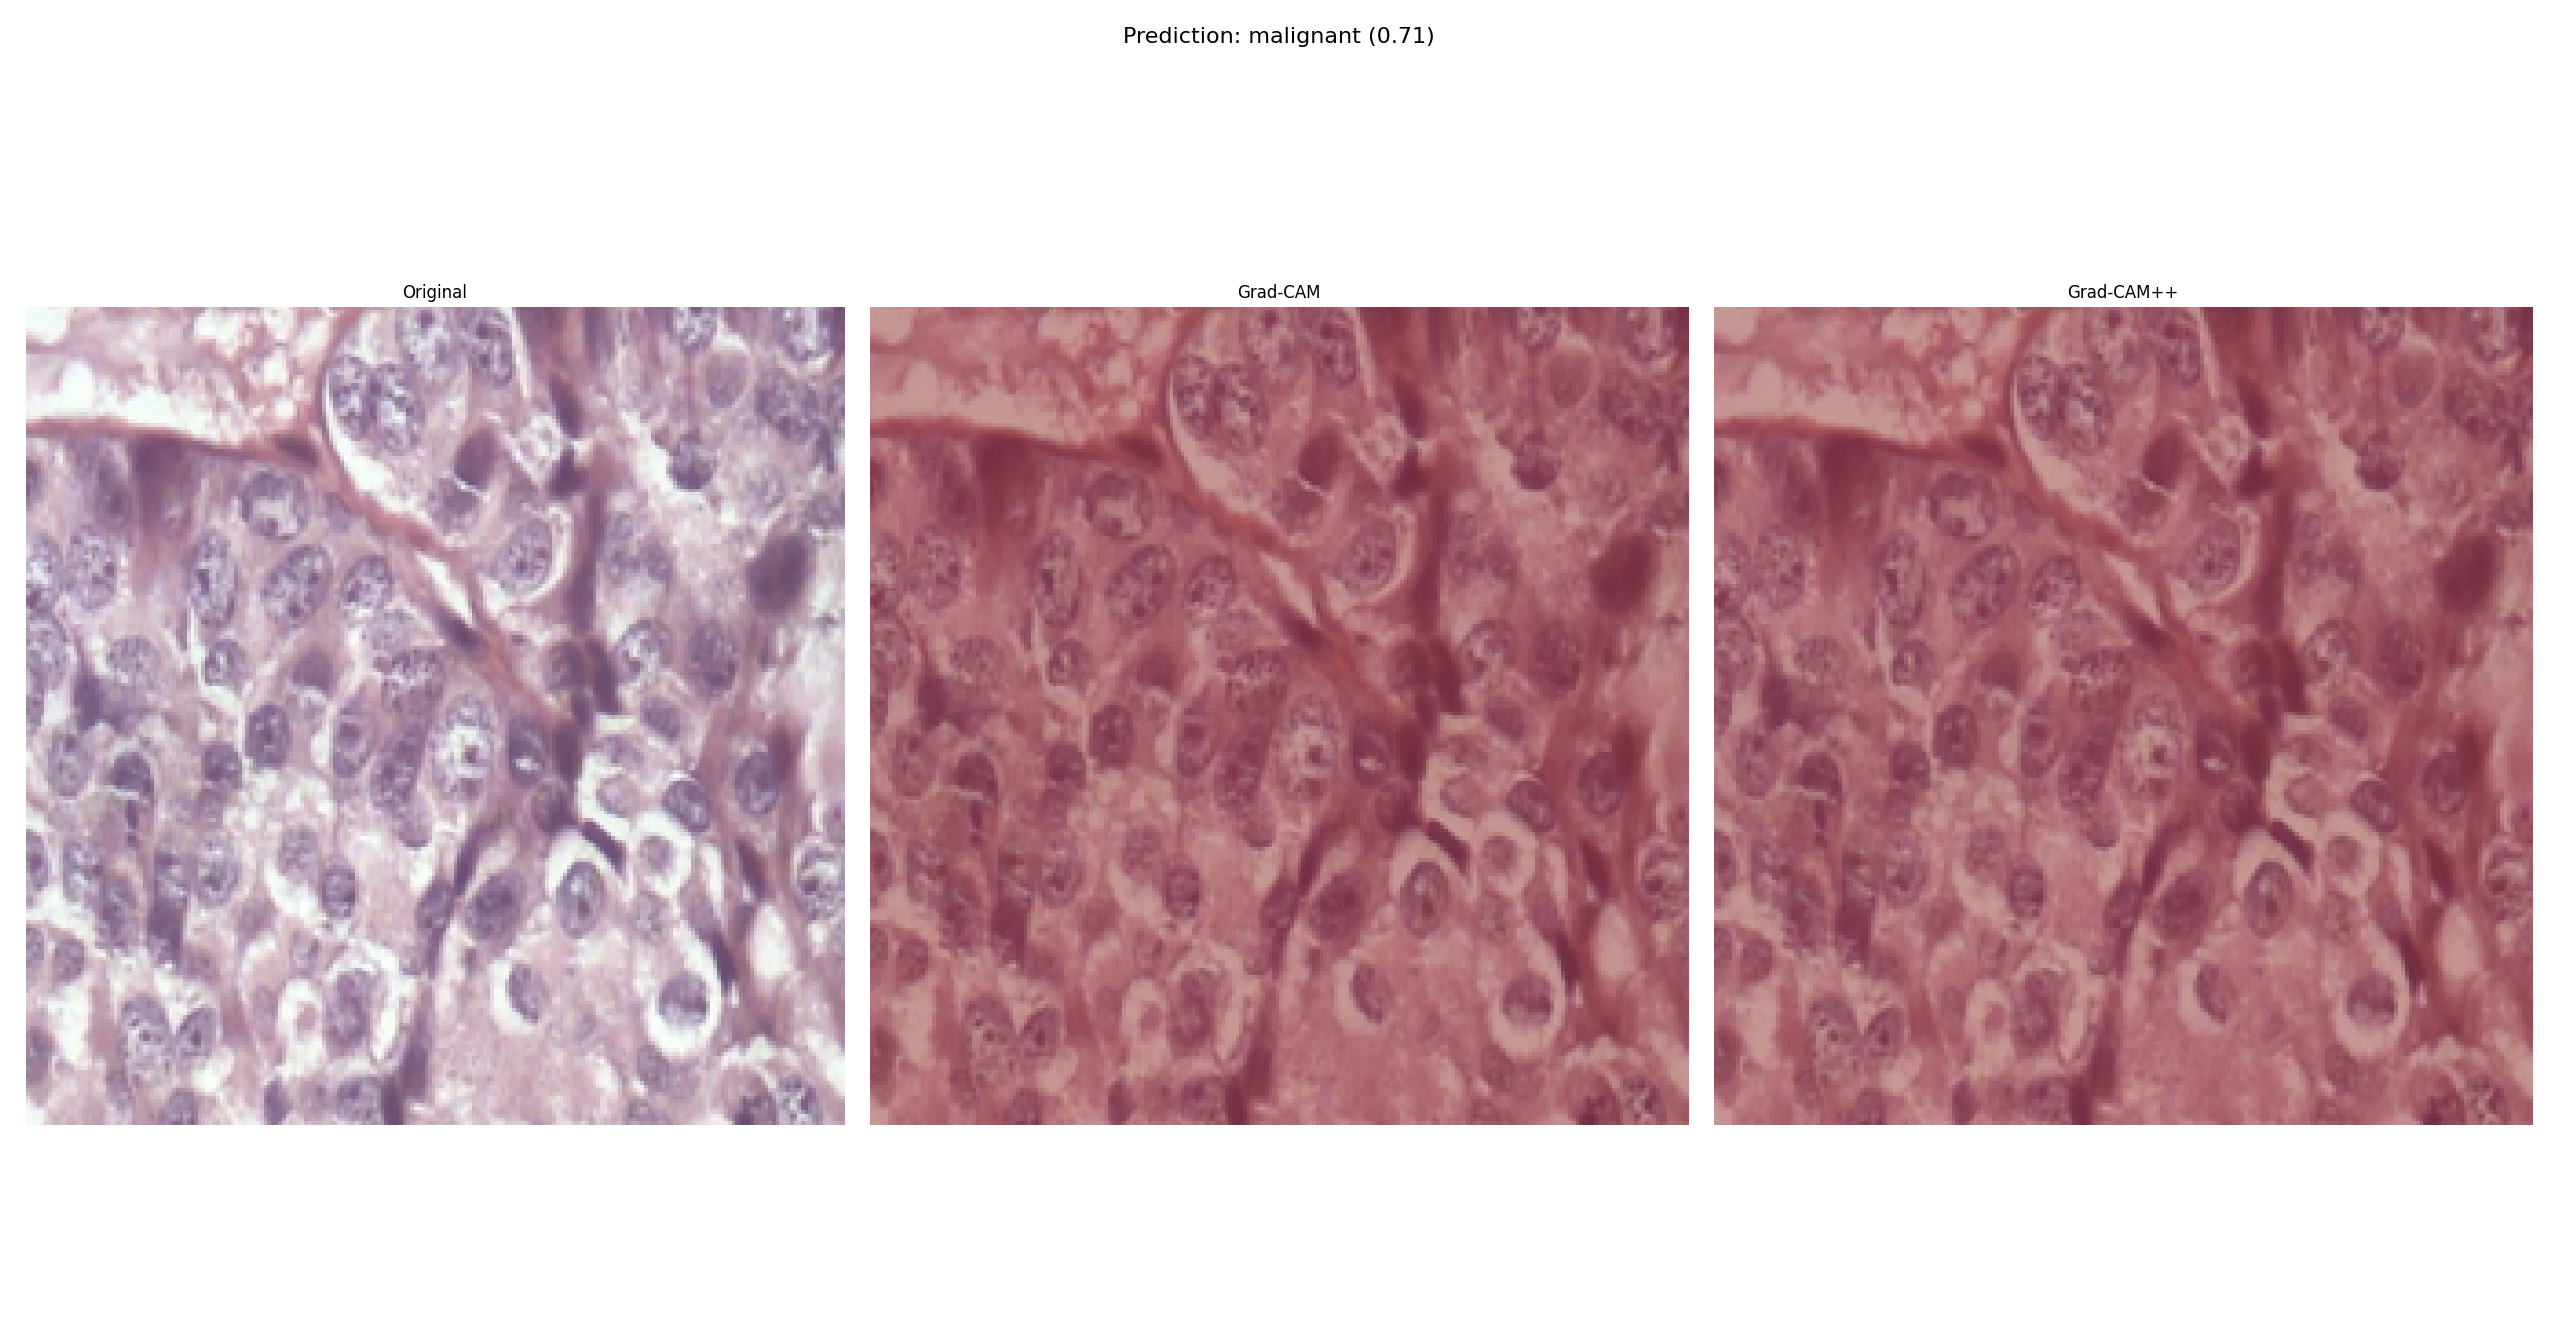 Prediction: malignant (0.71)
Original
Grad-CAM
Grad-CAM++